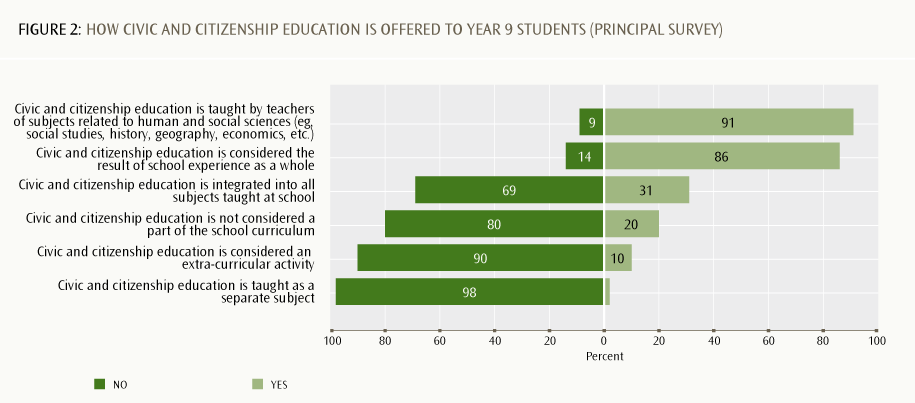 FIGURE 2: HOW CIVIC AND CITIZENSHIP EDUCATION IS OFFERED TO YEAR 9 STUDENTS (PRINCIPAL SURVEY)
Civic and citizenship education is taught by teachers
of subjects related to human and social sciences (eg,
social studies, history, geography, economics, etc.)
9 91
Civic and citizenship education is considered the
result of school experience as a whole
14 86
Civic and citizenship education is integrated into all
subjects taught at school
69 31
Civic and citizenship education is not considered a
part of the school curriculum
80 20
Civic and citizenship education is considered an
extra-curricular activity
90 10
Civic and citizenship education is taught as a
separate subject
98
100 80 60 40 20 0 20 40 60 80 100
Percent
NO YES